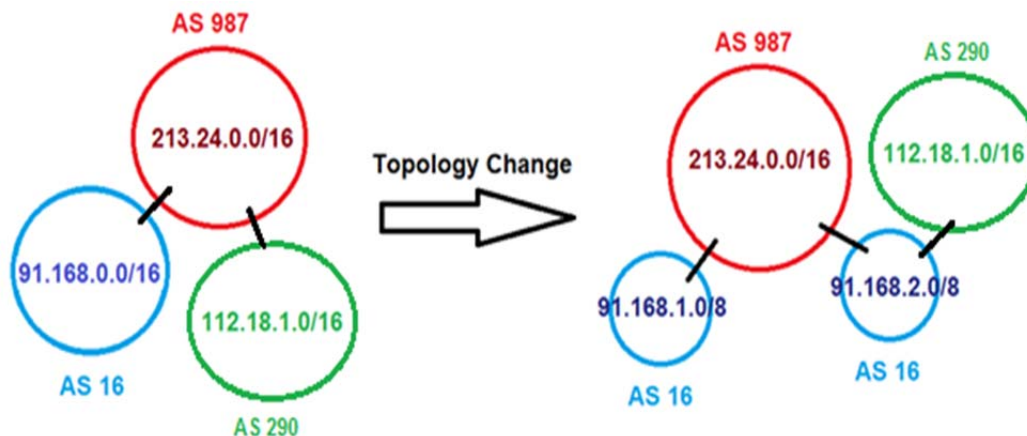 AS 987
213.24.0.0/16
91.168.0.0/16
112.18.1.0/16
AS 16
AS 290
Topology Change
AS 987
AS 290
213.24.0.0/16
112.18.1.0/16
91.168.1.0/8
91.168.2.0/8
AS 16
AS 16